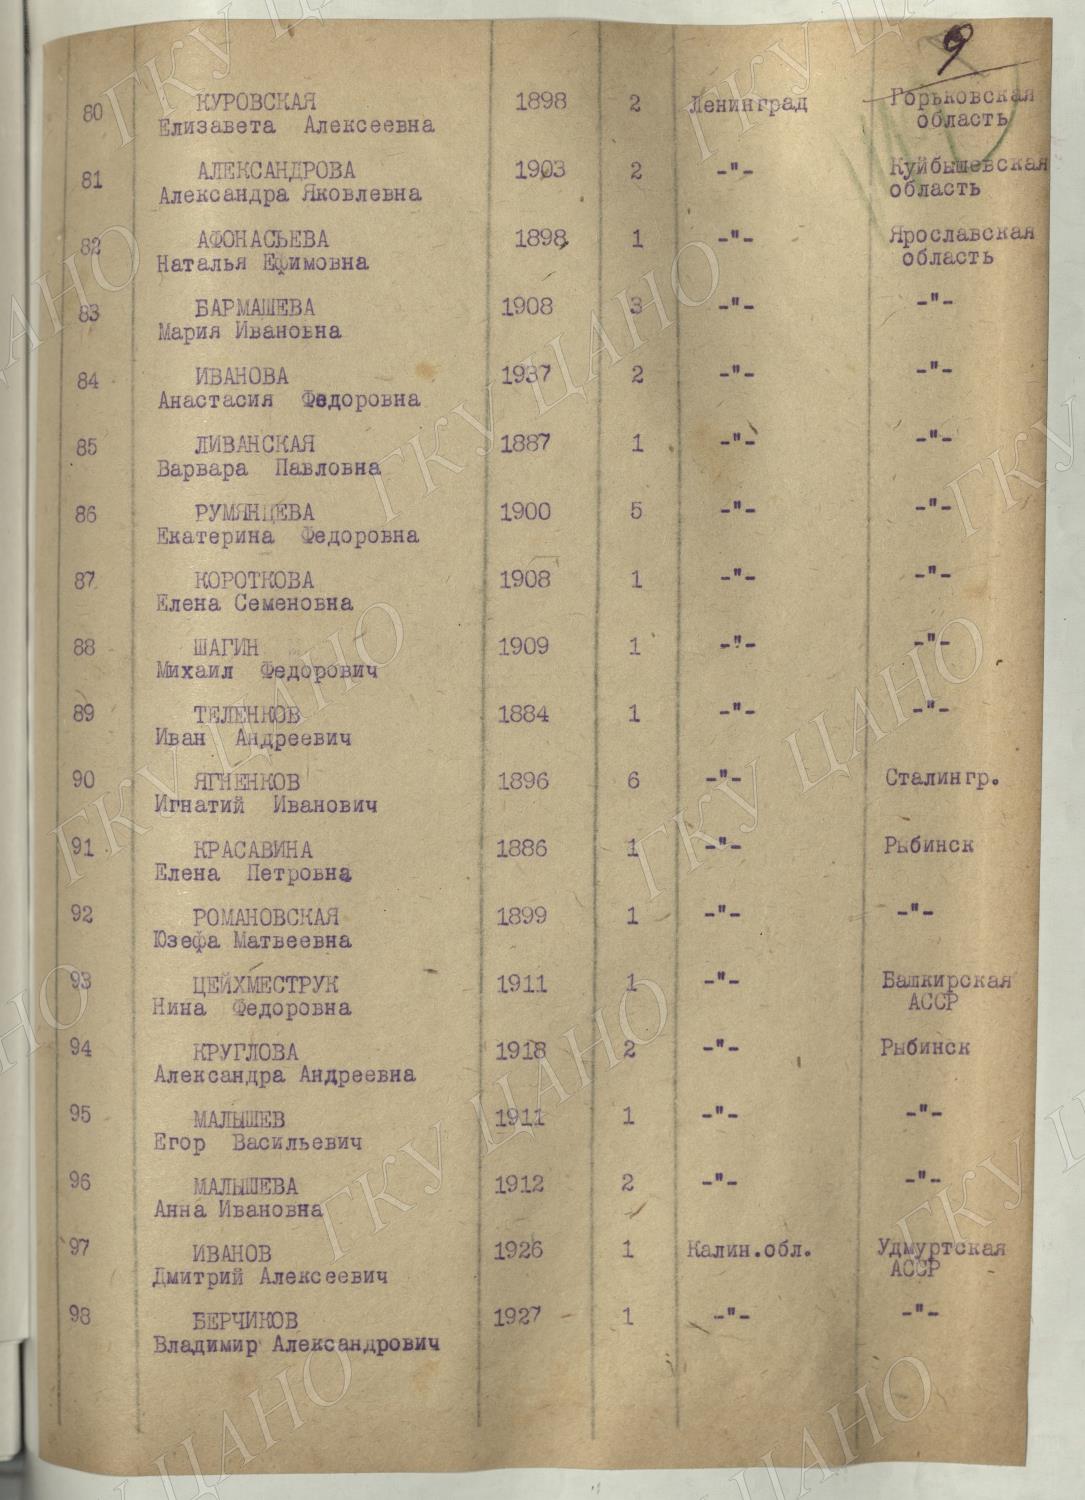 9
80 КУРОВСКАЯ 1898 2 Ленинград Горьковская
Елизавета Алексеевна область
81 АЛЕКСАНДРОВА 1903 2 -"- Куйбышевская
Александра Яковлевна область
82 АФОНАСЬЕВА 1898 1 -"- Ярославская
Наталья Ефимовна область
83 БАРМАШЕВА 1908 3 -"- -"-
Мария Ивановна
84 ИВАНОВА 1937 2 -"- -"-
Анастасия Федоровна
85 ЛИВАНСКАЯ 1887 1 -"- -"-
Варвара Павловна
86 РУМЯНЦЕВА 1900 5 -"- -"-
Екатерина Федоровна
87 КОРОТКОВА 1908 1 -"- -"-
Елена Семеновна
88 ШАГИН 1909 1 -"- -"-
Михаил Федорович
89 ТЕЛЕНКОВ 1884 1 -"- -"-
Иван Андреевич
90 ЯГНЕНКОВ 1896 6 -"- Сталингр.
Игнатий Иванович
91 КРАСАВИНА 1886 1 -"- Рыбинск
Елена Петровна
92 РОМАНОВСКАЯ 1899 1 -"- -"-
Юзефа Матвеевна
93 ЦЕЙХМЕСТРУК 1911 1 -"- Башкирская
Нина Федоровна АССР
94 КРУГЛОВА 1918 2 -"- Рыбинск
Александра Андреевна
95 МАЛЫШЕВ 1911 1 -"- -"-
Егор Васильевич
96 МАЛЫШЕВА 1912 2 -"- -"-
Анна Ивановна
97 ИВАНОВ 1926 1 Калин.обл. Удмуртская
Дмитрий Алексеевич АССР
98 БЕРЧИКОВ 1927 1 -"- -"-
Владимир Александрович
ГКУ ЦАНО